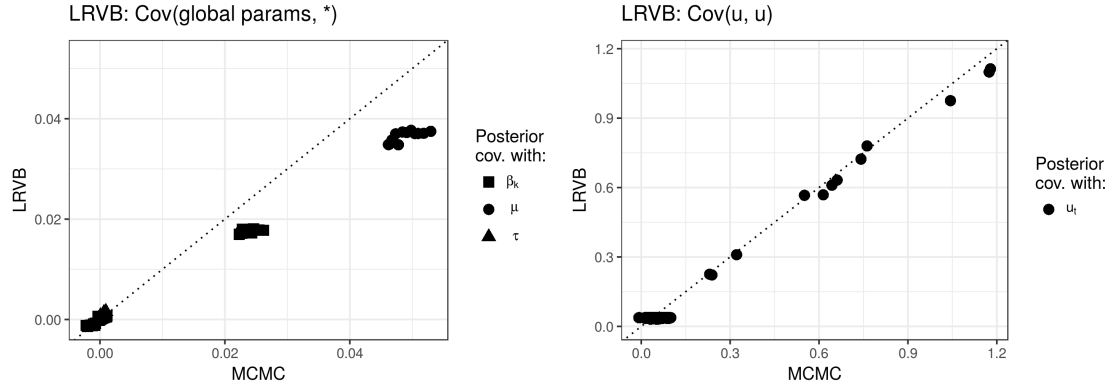 LRVB: Cov(global params, *)
0.04
0.02
0.00
LRVB
0.00 0.02 0.04
MCMC
Posterior
cov. with:
βk
μ
τ
LRVB: Cov(u, u)
1.2
0.9
0.6
0.3
0.0
LRVB
0.0 0.3 0.6 0.9 1.2
MCMC
Posterior
cov. with:
ut